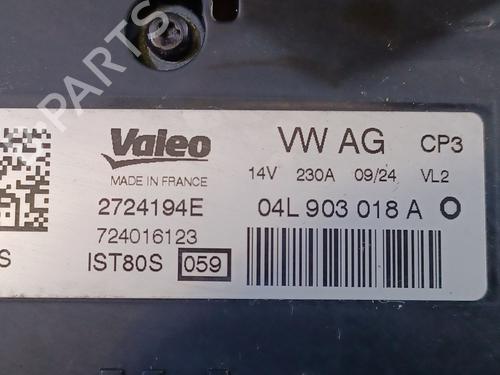 Valeo VW AG CP3
MADE IN FRANCE 14V 230A 09/24 VL2
2724194E 04L 903 018 A O
724016123
S IST80S 059